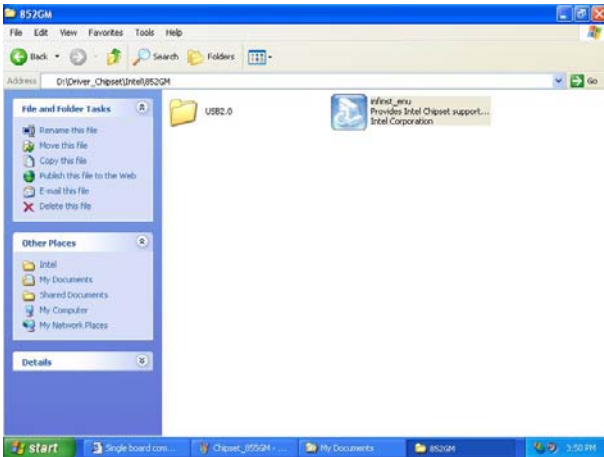 852GM
File Edit View Favorites Tools Help
Back Search Folders
Address D:\Driver_Chipset\Intel\852GM Go
File and Folder Tasks
Rename this file
Move this file
Copy this file
Publish this file to the Web
E-mail this file
Delete this file
Other Places
Intel
My Documents
Shared Documents
My Computer
My Network Places
Details
USB2.0
infinst_enu
Provides Intel Chipset support...
Intel Corporation
start Single board com... Chipset_855GM - ... My Documents 852GM 3:50 PM